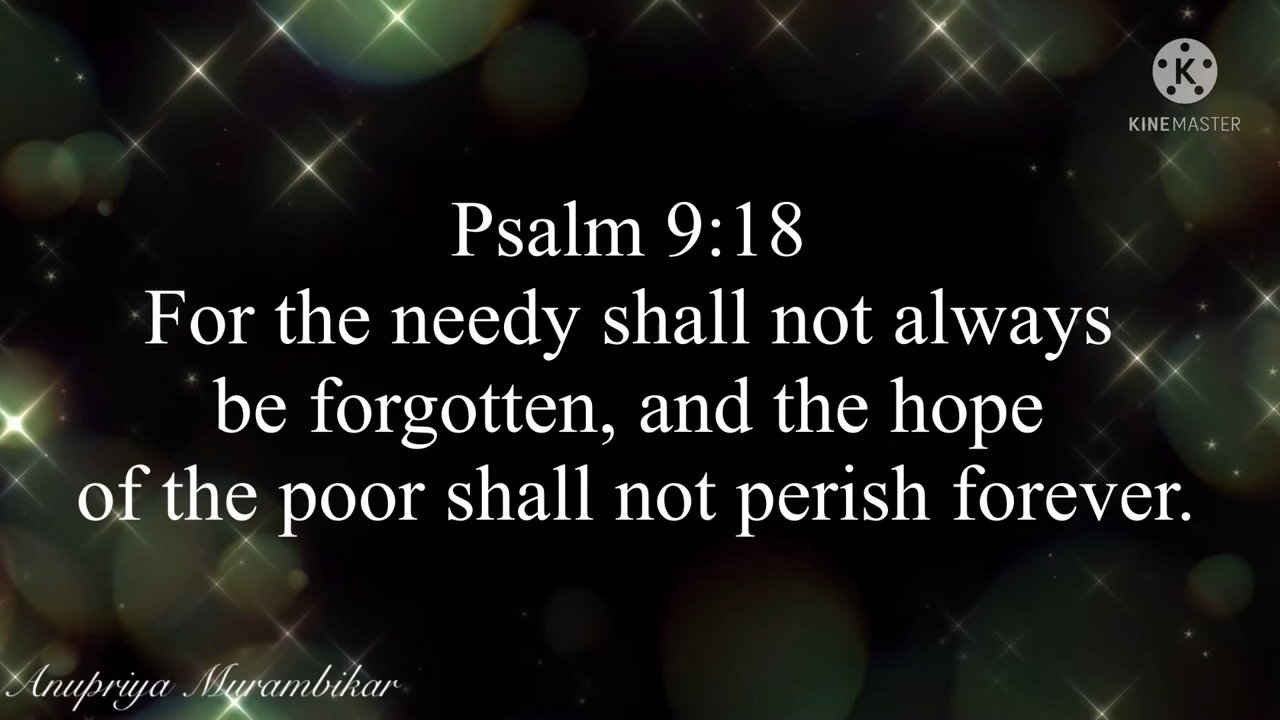 K
KINEMASTER
Psalm 9:18
For the needy shall not always
be forgotten, and the hope
of the poor shall not perish forever.
Anupriya Murambikar